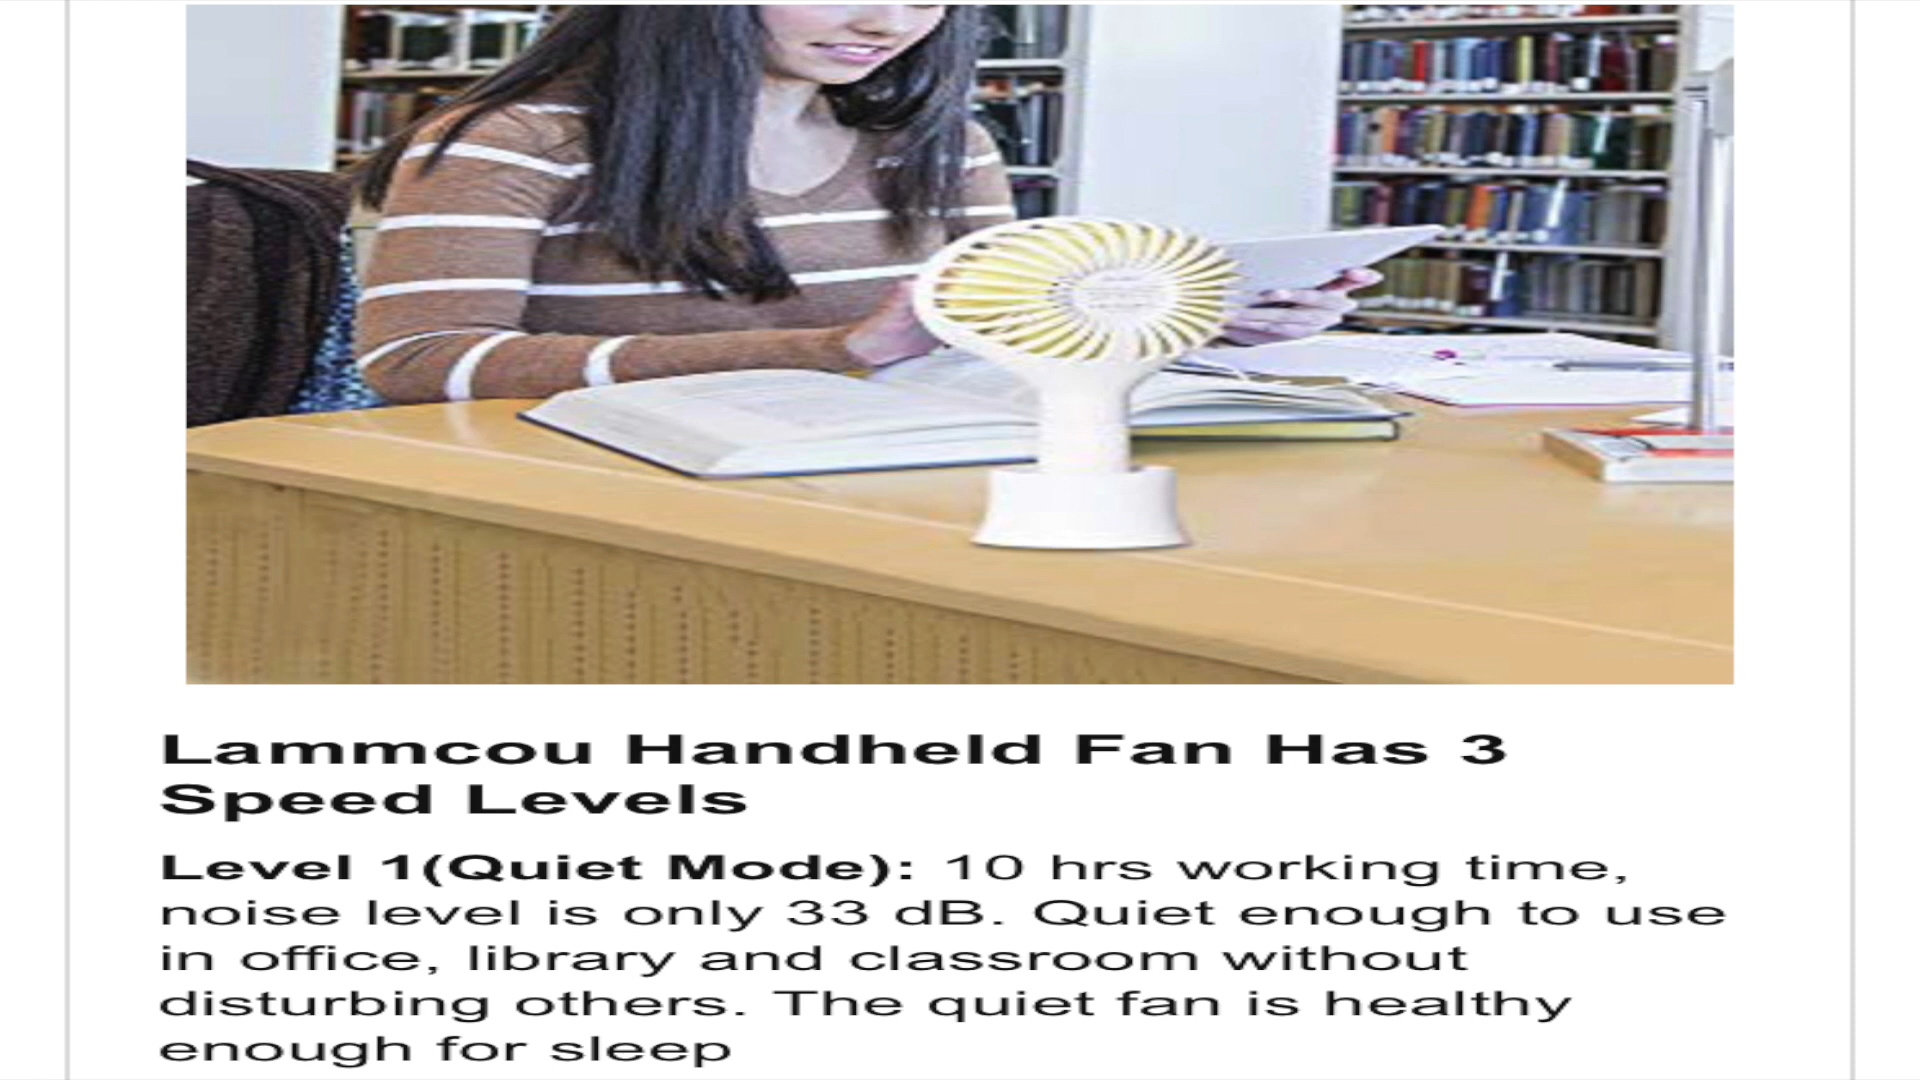 Lammcou Handheld Fan Has 3
Speed Levels
Level 1(Quiet Mode): 10 hrs working time,
noise level is only 33 dB. Quiet enough to use
in office, library and classroom without
disturbing others. The quiet fan is healthy
enough for sleep